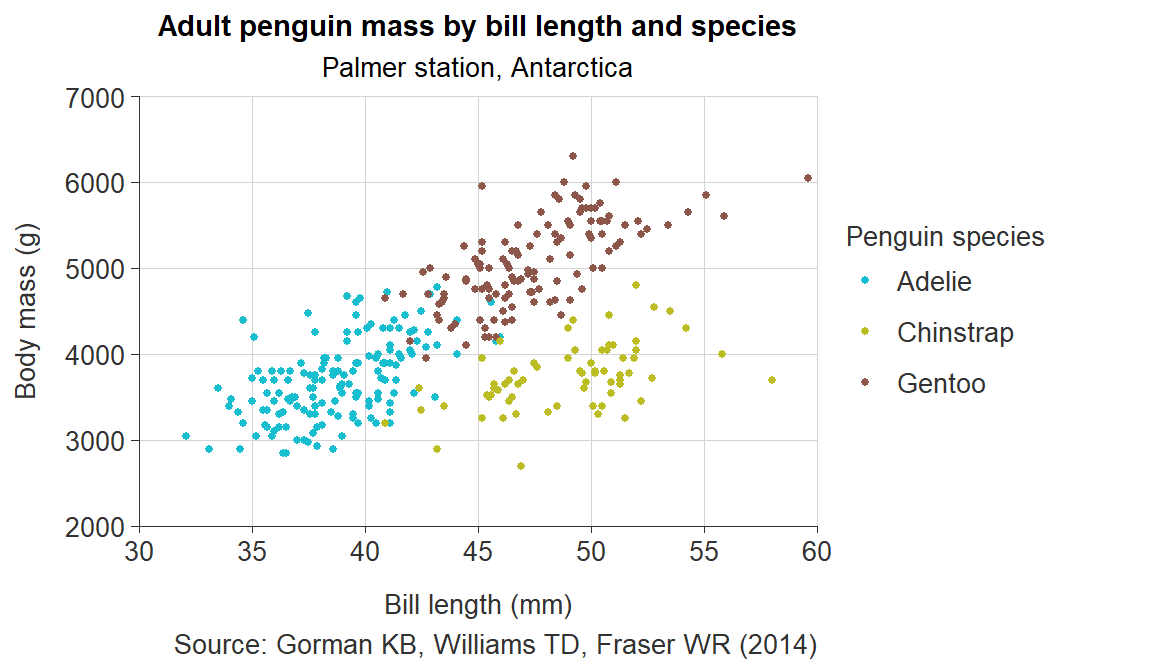 Adult penguin mass by bill length and species
Palmer station, Antarctica
7000
6000
5000
4000
3000
2000
Body mass (g)
30 35 40 45 50 55 60
Bill length (mm)
Penguin species
Adelie
Chinstrap
Gentoo
Source: Gorman KB, Williams TD, Fraser WR (2014)